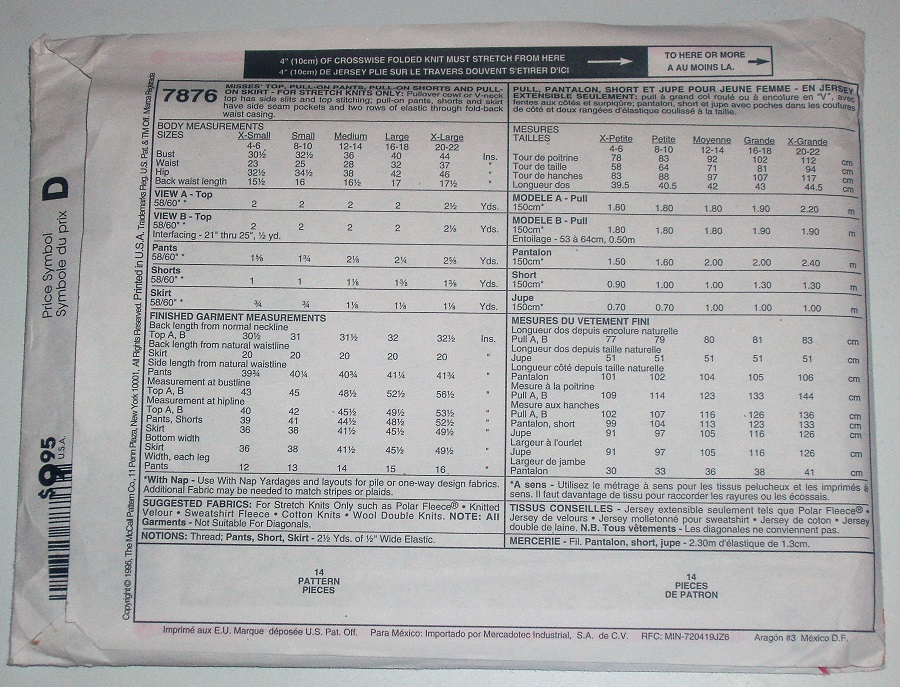 4" (10cm) OF CROSSWISE FOLDED KNIT MUST STRETCH FROM HERE
4" (10cm) DE JERSEY PLIE SUR LE TRAVERS DOUVENT S'ETIRER D'ICI
TO HERE OR MORE
A AU MOINS LA.
7876
MISSES' TOP, PULL-ON PANTS, PULL-ON SHORTS AND PULL-
ON SKIRT - FOR STRETCH KNITS ONLY: Pullover cowl or V-neck
top has side slits and top stitching; pull-on pants, shorts and skirt
have side seam pockets and two rows of elastic through fold-back
waist casing.
BODY MEASUREMENTS
SIZES X-Small Small Medium Large X-Large
4-6 8-10 12-14 16-18 20-22
Bust 30½ 32½ 36 40 44 Ins.
Waist 23 25 28 32 37 "
Hip 32½ 34½ 38 42 46 "
Back waist length 15½ 16 16½ 17 17½ "
VIEW A - Top
58/60" * 2 2 2 2 2½ Yds.
VIEW B - Top
58/60" * 2 2 2 2 2⅛ Yds.
Interfacing - 21" thru 25", ½ yd.
Pants
58/60" * 1⅝ 1¾ 2⅛ 2¼ 2⅝ Yds.
Shorts
58/60" * 1 1 1⅛ 1⅜ 1⅜ Yds.
Skirt
58/60" * ¾ ¾ 1⅛ 1⅛ 1⅛ Yds.
FINISHED GARMENT MEASUREMENTS
Back length from normal neckline
Top A, B 30½ 31 31½ 32 32½ Ins.
Back length from natural waistline
Skirt 20 20 20 20 20 "
Side length from natural waistline
Pants 39¾ 40¼ 40¾ 41¼ 41¾ "
Measurement at bustline
Top A, B 43 45 48½ 52½ 56½ "
Measurement at hipline
Top A, B 40 42 45½ 49½ 53½ "
Pants, Shorts 39 41 44½ 48½ 52½ "
Skirt 36 38 41½ 45½ 49½ "
Bottom width
Skirt 36 38 41½ 45½ 49½ "
Width, each leg
Pants 12 13 14 15 16 "
*With Nap - Use With Nap Yardages and layouts for pile or one-way design fabrics.
Additional Fabric may be needed to match stripes or plaids.
SUGGESTED FABRICS: For Stretch Knits Only such as Polar Fleece® • Knitted
Velour • Sweatshirt Fleece • Cotton Knits • Wool Double Knits. NOTE: All
Garments - Not Suitable For Diagonals.
NOTIONS: Thread; Pants, Short, Skirt - 2½ Yds. of ½" Wide Elastic.
14
PATTERN
PIECES
PULL, PANTALON, SHORT ET JUPE POUR JEUNE FEMME - EN JERSEY
EXTENSIBLE SEULEMENT: pull à grand col roulé ou à encolure en "V", avec
fentes aux côtés et surpiqûre; pantalon, short et jupe avec poches dans les coutures
de côté et deux rangées d'élastique coulissé à la taille.
MESURES
TAILLES X-Petite Petite Moyenne Grande X-Grande
4-6 8-10 12-14 16-18 20-22
Tour de poitrine 78 83 92 102 112 cm
Tour de taille 58 64 71 81 94 cm
Tour de hanches 83 88 97 107 117 cm
Longueur dos 39.5 40.5 42 43 44.5 cm
MODELE A - Pull
150cm* 1.80 1.80 1.80 1.90 2.20 m
MODELE B - Pull
150cm* 1.80 1.80 1.80 1.90 1.90 m
Entoilage - 53 à 64cm, 0.50m
Pantalon
150cm* 1.50 1.60 2.00 2.00 2.40 m
Short
150cm* 0.90 1.00 1.00 1.30 1.30 m
Jupe
150cm* 0.70 0.70 1.00 1.00 1.00 m
MESURES DU VETEMENT FINI
Longueur dos depuis encolure naturelle
Pull A, B 77 79 80 81 83 cm
Longueur dos depuis taille naturelle
Jupe 51 51 51 51 51 cm
Longueur côté depuis taille naturelle
Pantalon 101 102 104 105 106 cm
Mesure à la poitrine
Pull A, B 109 114 123 133 144 cm
Mesure aux hanches
Pull A, B 102 107 116 126 136 cm
Pantalon, short 99 104 113 123 133 cm
Jupe 91 97 105 116 126 cm
Largeur à l'ourlet
Jupe 91 97 105 116 126 cm
Largeur de jambe
Pantalon 30 33 36 38 41 cm
*A sens - Utilisez le métrage à sens pour les tissus pelucheux et les imprimés à
sens. Il faut davantage de tissu pour raccorder les rayures ou les écossais.
TISSUS CONSEILLES - Jersey extensible seulement tels que Polar Fleece® •
Jersey de velours • Jersey molletonné pour sweatshirt • Jersey de coton • Jersey
double de laine. N.B. Tous vêtements - Les diagonales ne conviennent pas.
MERCERIE - Fil. Pantalon, short, jupe - 2.30m d'élastique de 1.3cm.
14
PIECES
DE PATRON
Imprimé aux E.U. Marque déposée U.S. Pat. Off. Para México: Importado por Mercadotec Industrial, S.A. de C.V. RFC: MIN-720419JZ6 Aragón #3 México D.F.
Copyright © 1995, The McCall Pattern Co., 11 Penn Plaza, New York 10001, All Rights Reserved. Printed in U.S.A. Trademarks Reg. U.S. Pat. & TM Off. Marca Registrada
Price Symbol
Symbole du prix D
$9.95
U.S.A.